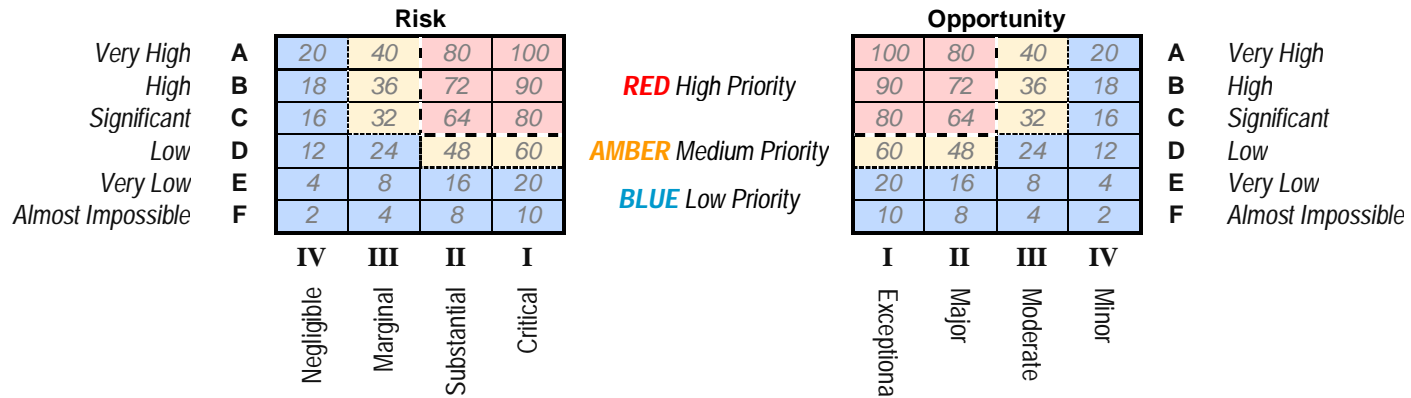 Risk Opportunity
Very High A 20 40 80 100 100 80 40 20 A Very High
High B 18 36 72 90 RED High Priority 90 72 36 18 B High
Significant C 16 32 64 80 80 64 32 16 C Significant
Low D 12 24 48 60 AMBER Medium Priority 60 48 24 12 D Low
Very Low E 4 8 16 20 BLUE Low Priority 20 16 8 4 E Very Low
Almost Impossible F 2 4 8 10 10 8 4 2 F Almost Impossible
IV III II I I II III IV
Negligible Marginal Substantial Critical Exceptiona Major Moderate Minor